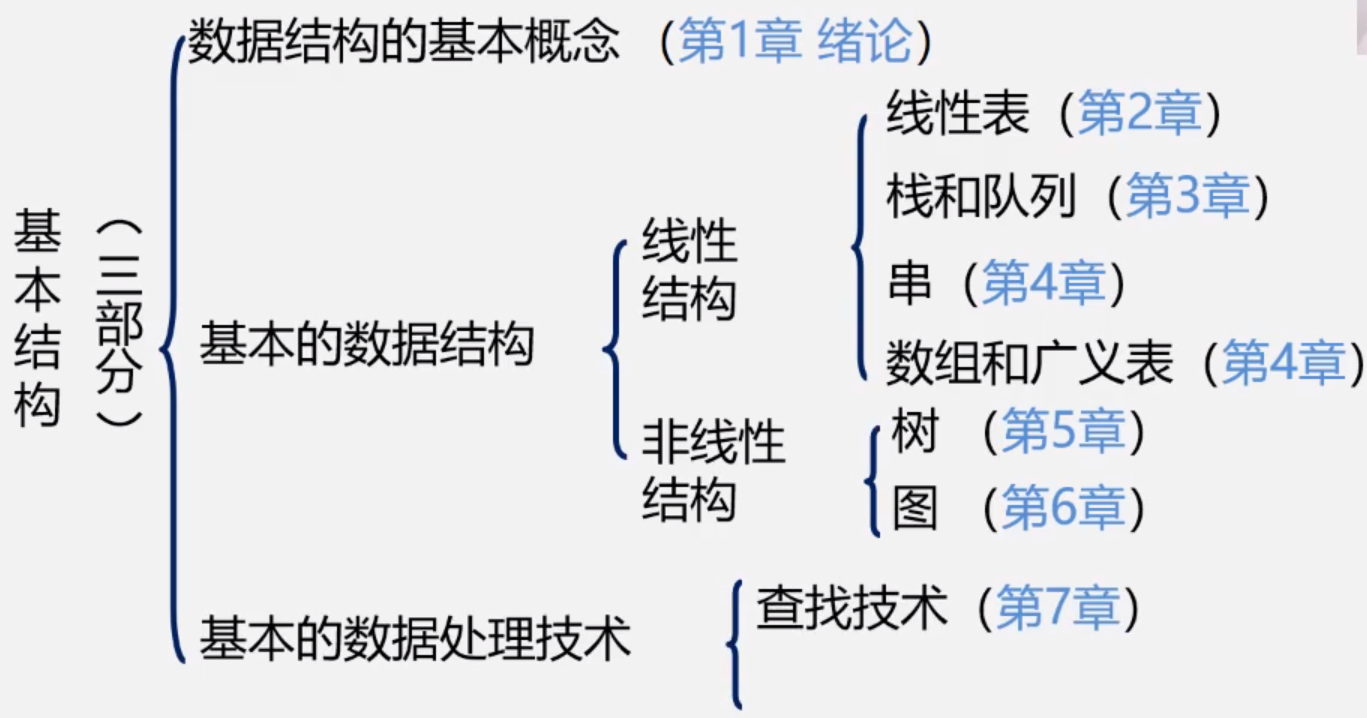 基本结构
（三部分）
数据结构的基本概念 （第1章 绪论）
基本的数据结构
线性
结构
线性表（第2章）
栈和队列（第3章）
串（第4章）
数组和广义表（第4章）
非线性
结构
树 （第5章）
图 （第6章）
基本的数据处理技术
查找技术（第7章）